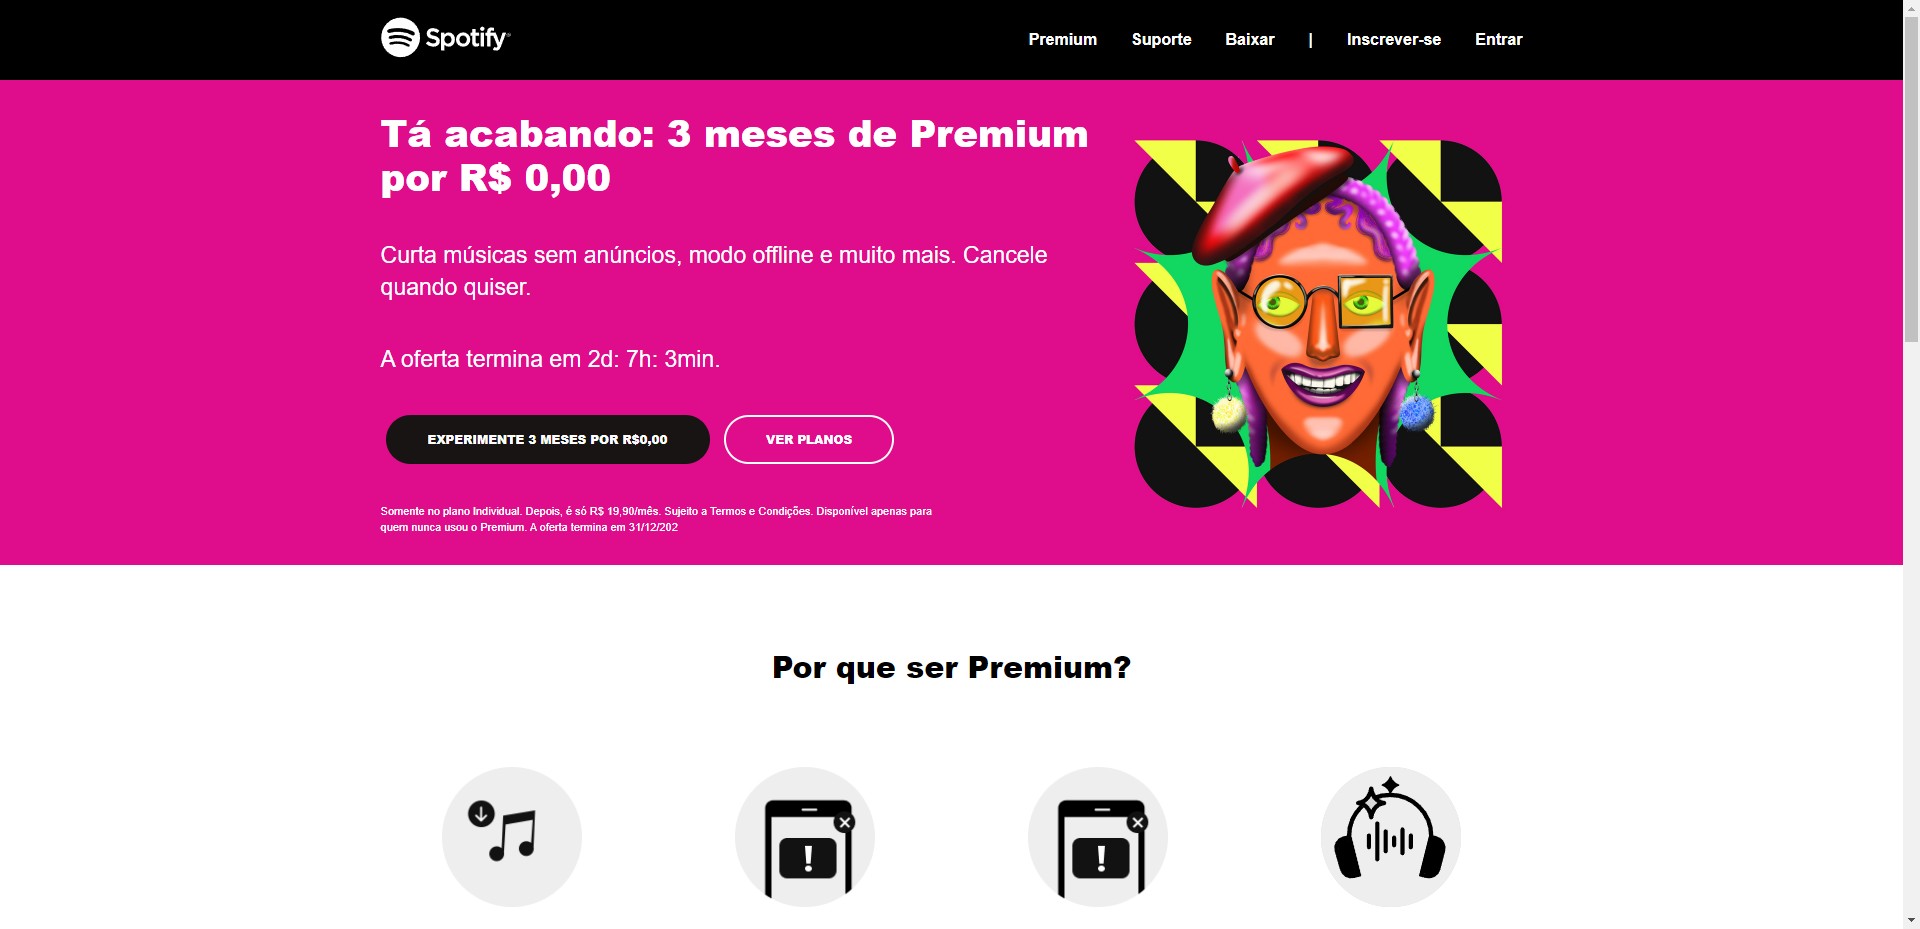 Spotify
Premium Suporte Baixar | Inscrever-se Entrar
Tá acabando: 3 meses de Premium
por R$ 0,00
Curta músicas sem anúncios, modo offline e muito mais. Cancele
quando quiser.
A oferta termina em 2d: 7h: 3min.
EXPERIMENTE 3 MESES POR R$0,00
VER PLANOS
Somente no plano Individual. Depois, é só R$ 19,90/mês. Sujeito a Termos e Condições. Disponível apenas para
quem nunca usou o Premium. A oferta termina em 31/12/202
Por que ser Premium?
!
!